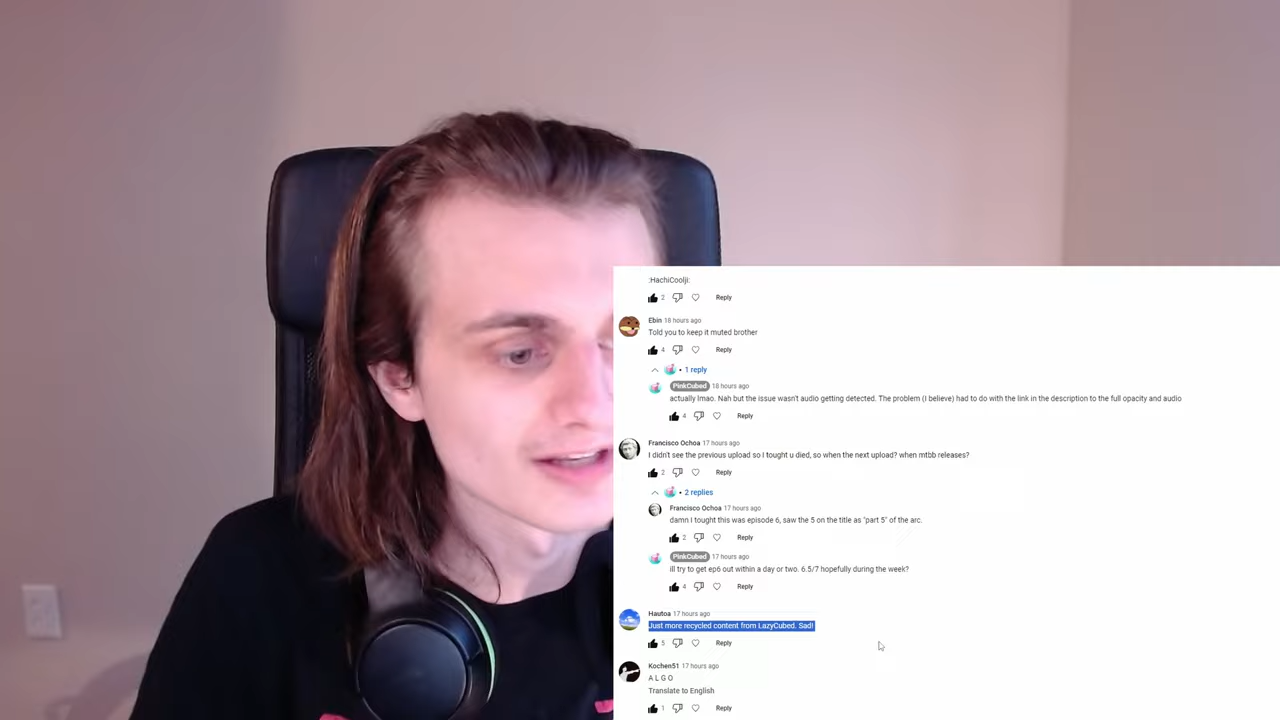 :HachiCoolji:
2 Reply
Ebin 18 hours ago
Told you to keep it muted brother
4 Reply
• 1 reply
PinkCubed 18 hours ago
actually lmao. Nah but the issue wasn't audio getting detected. The problem (I believe) had to do with the link in the description to the full opacity and audio
4 Reply
Francisco Ochoa 17 hours ago
I didn't see the previous upload so I tought u died, so when the next upload? when mtbb releases?
2 Reply
• 2 replies
Francisco Ochoa 17 hours ago
damn I tought this was episode 6, saw the 5 on the title as "part 5" of the arc.
2 Reply
PinkCubed 17 hours ago
ill try to get ep6 out within a day or two. 6.5/7 hopefully during the week?
4 Reply
Hautoa 17 hours ago
Just more recycled content from LazyCubed. Sad!
5 Reply
Kochen51 17 hours ago
A L G O
Translate to English
1 Reply